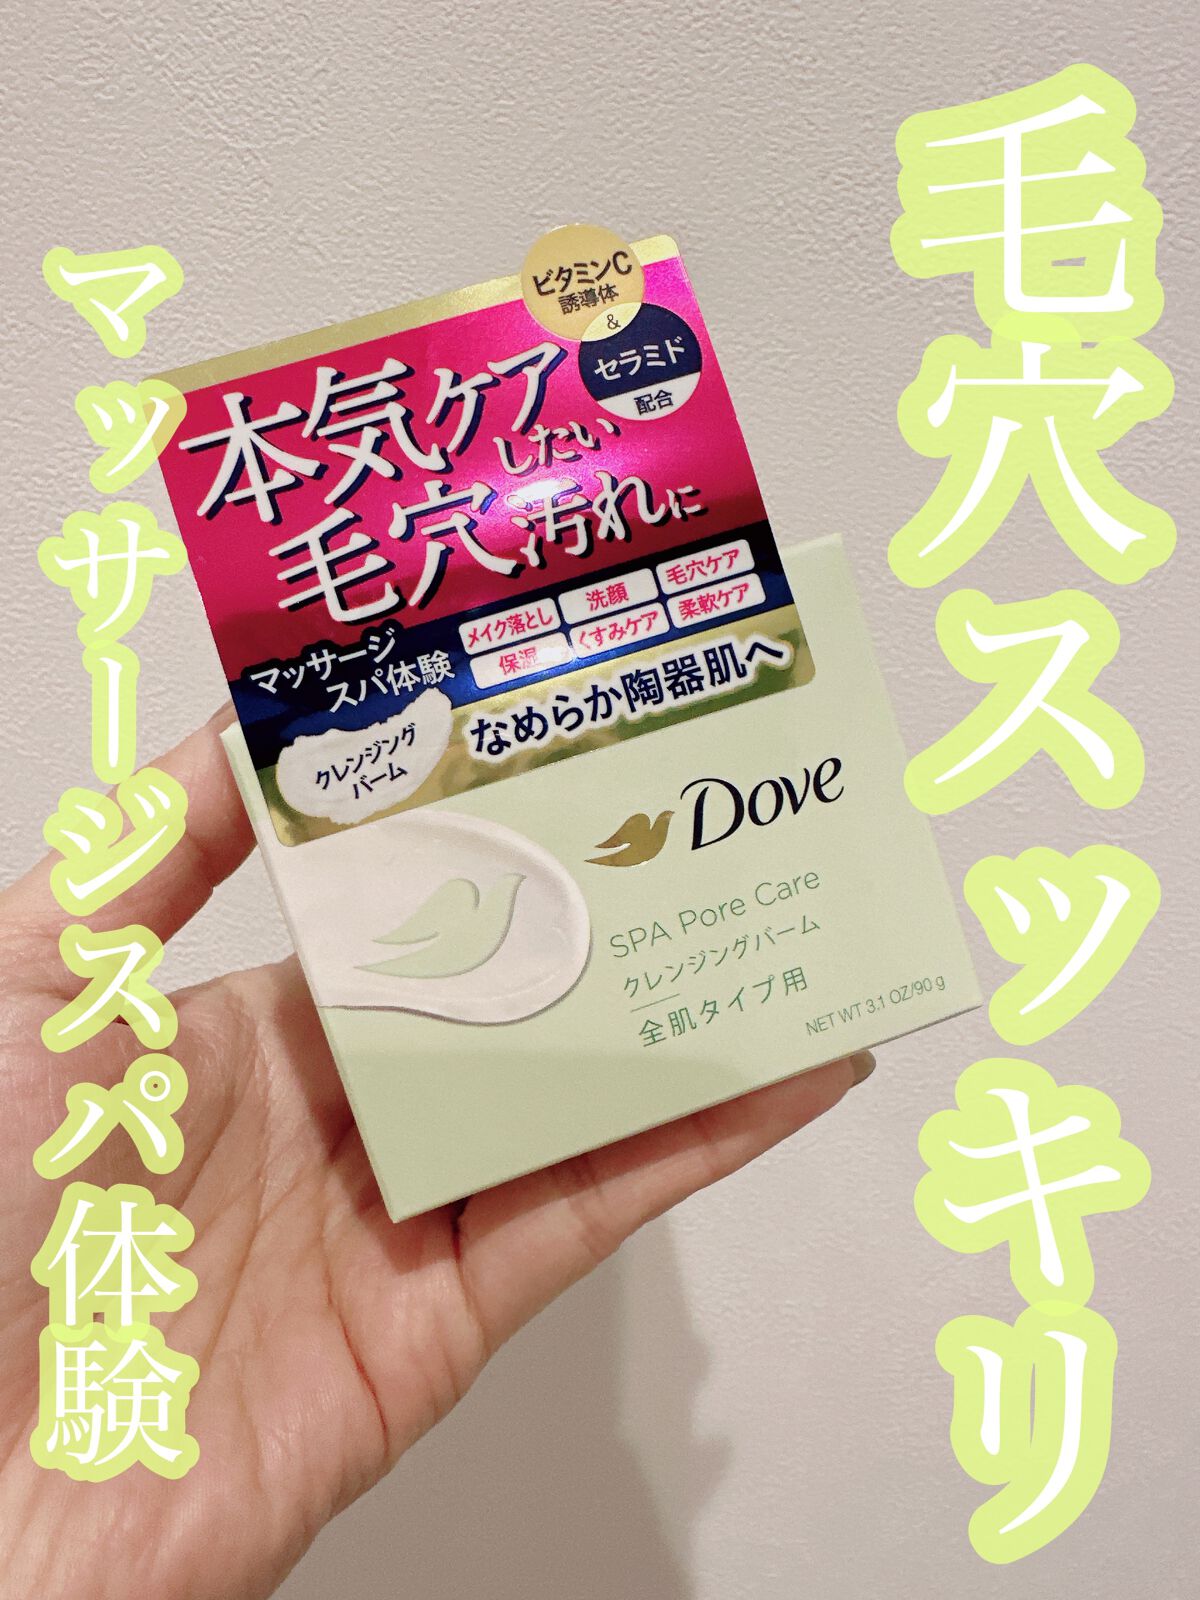 毛穴スッキリ
マッサージスパ体験
ビタミンC
誘導体
&
セラミド
配合
本気ケア
したい
毛穴汚れに
メイク落とし 洗顔 毛穴ケア
保湿 くすみケア 柔軟ケア
マッサージ
スパ体験
クレンジング
バーム
なめらか陶器肌へ
Dove
SPA Pore Care
クレンジングバーム
全肌タイプ用
NET WT 3.1 OZ/90 g